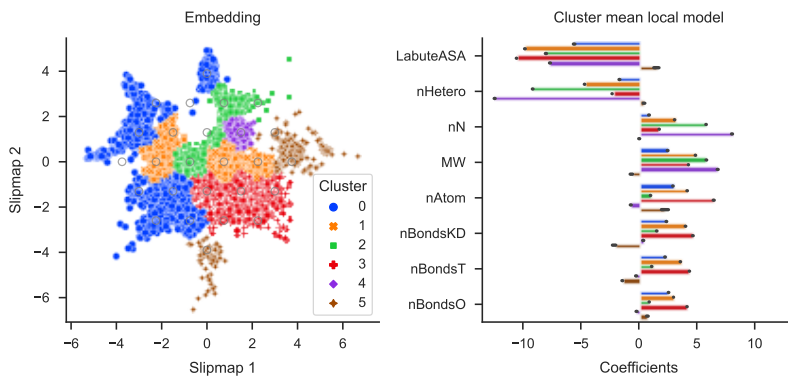 Embedding
Slipmap 2
4
2
0
−2
−4
−6
−6
−4
−2
0
2
4
6
Slipmap 1
Cluster
0
1
2
3
4
5
Cluster mean local model
LabuteASA
nHetero
nN
MW
nAtom
nBondsKD
nBondsT
nBondsO
−10
−5
0
5
10
Coefficients